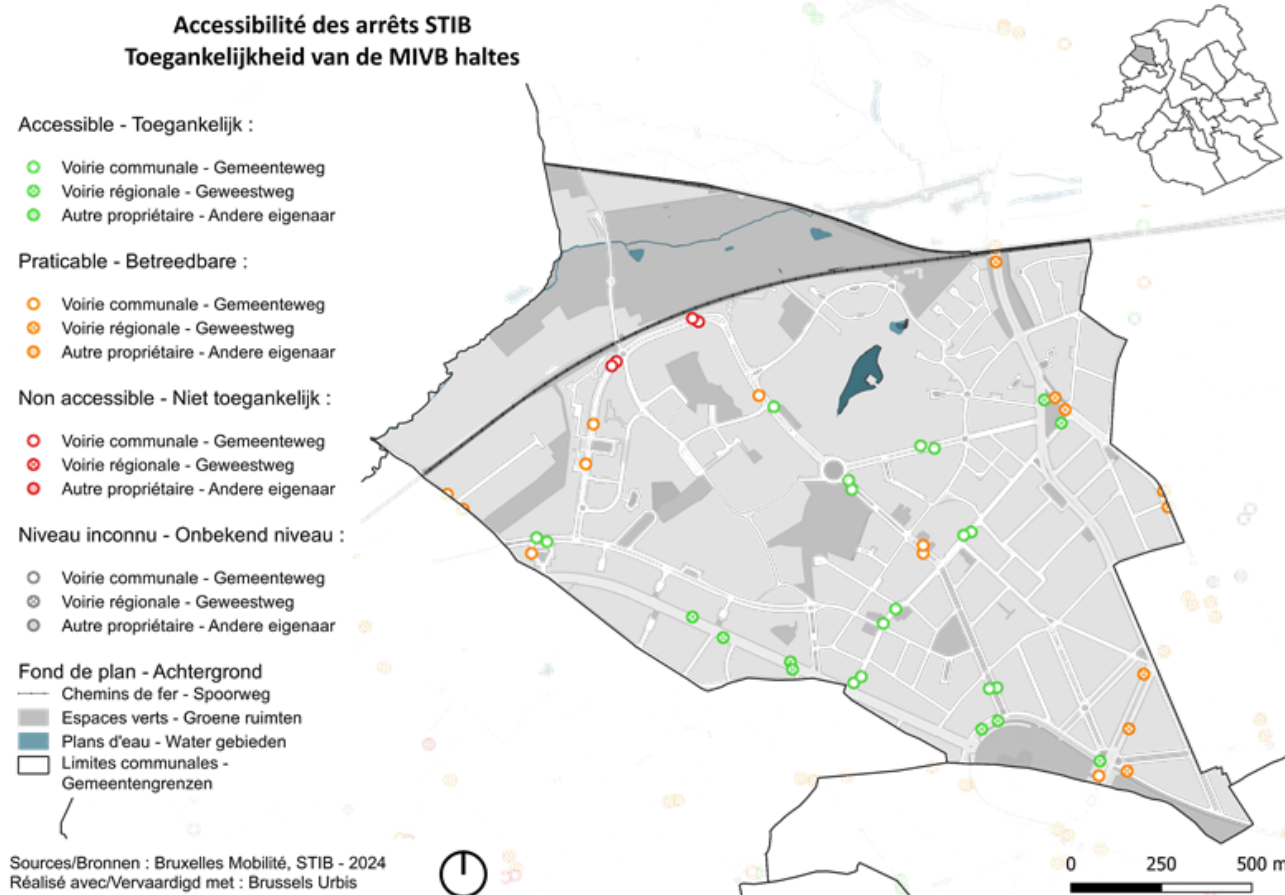 Accessibilité des arrêts STIB
Toegankelijkheid van de MIVB haltes
Accessible - Toegankelijk :
Voirie communale - Gemeenteweg
Voirie régionale - Geweestweg
Autre propriétaire - Andere eigenaar
Praticable - Betreedbare :
Voirie communale - Gemeenteweg
Voirie régionale - Geweestweg
Autre propriétaire - Andere eigenaar
Non accessible - Niet toegankelijk :
Voirie communale - Gemeenteweg
Voirie régionale - Geweestweg
Autre propriétaire - Andere eigenaar
Niveau inconnu - Onbekend niveau :
Voirie communale - Gemeenteweg
Voirie régionale - Geweestweg
Autre propriétaire - Andere eigenaar
Fond de plan - Achtergrond
Chemins de fer - Spoorweg
Espaces verts - Groene ruimten
Plans d'eau - Water gebieden
Limites communales -
Gemeentengrenzen
Sources/Bronnen : Bruxelles Mobilité, STIB - 2024
Réalisé avec/Vervaardigd met : Brussels Urbis
0 250 500 m